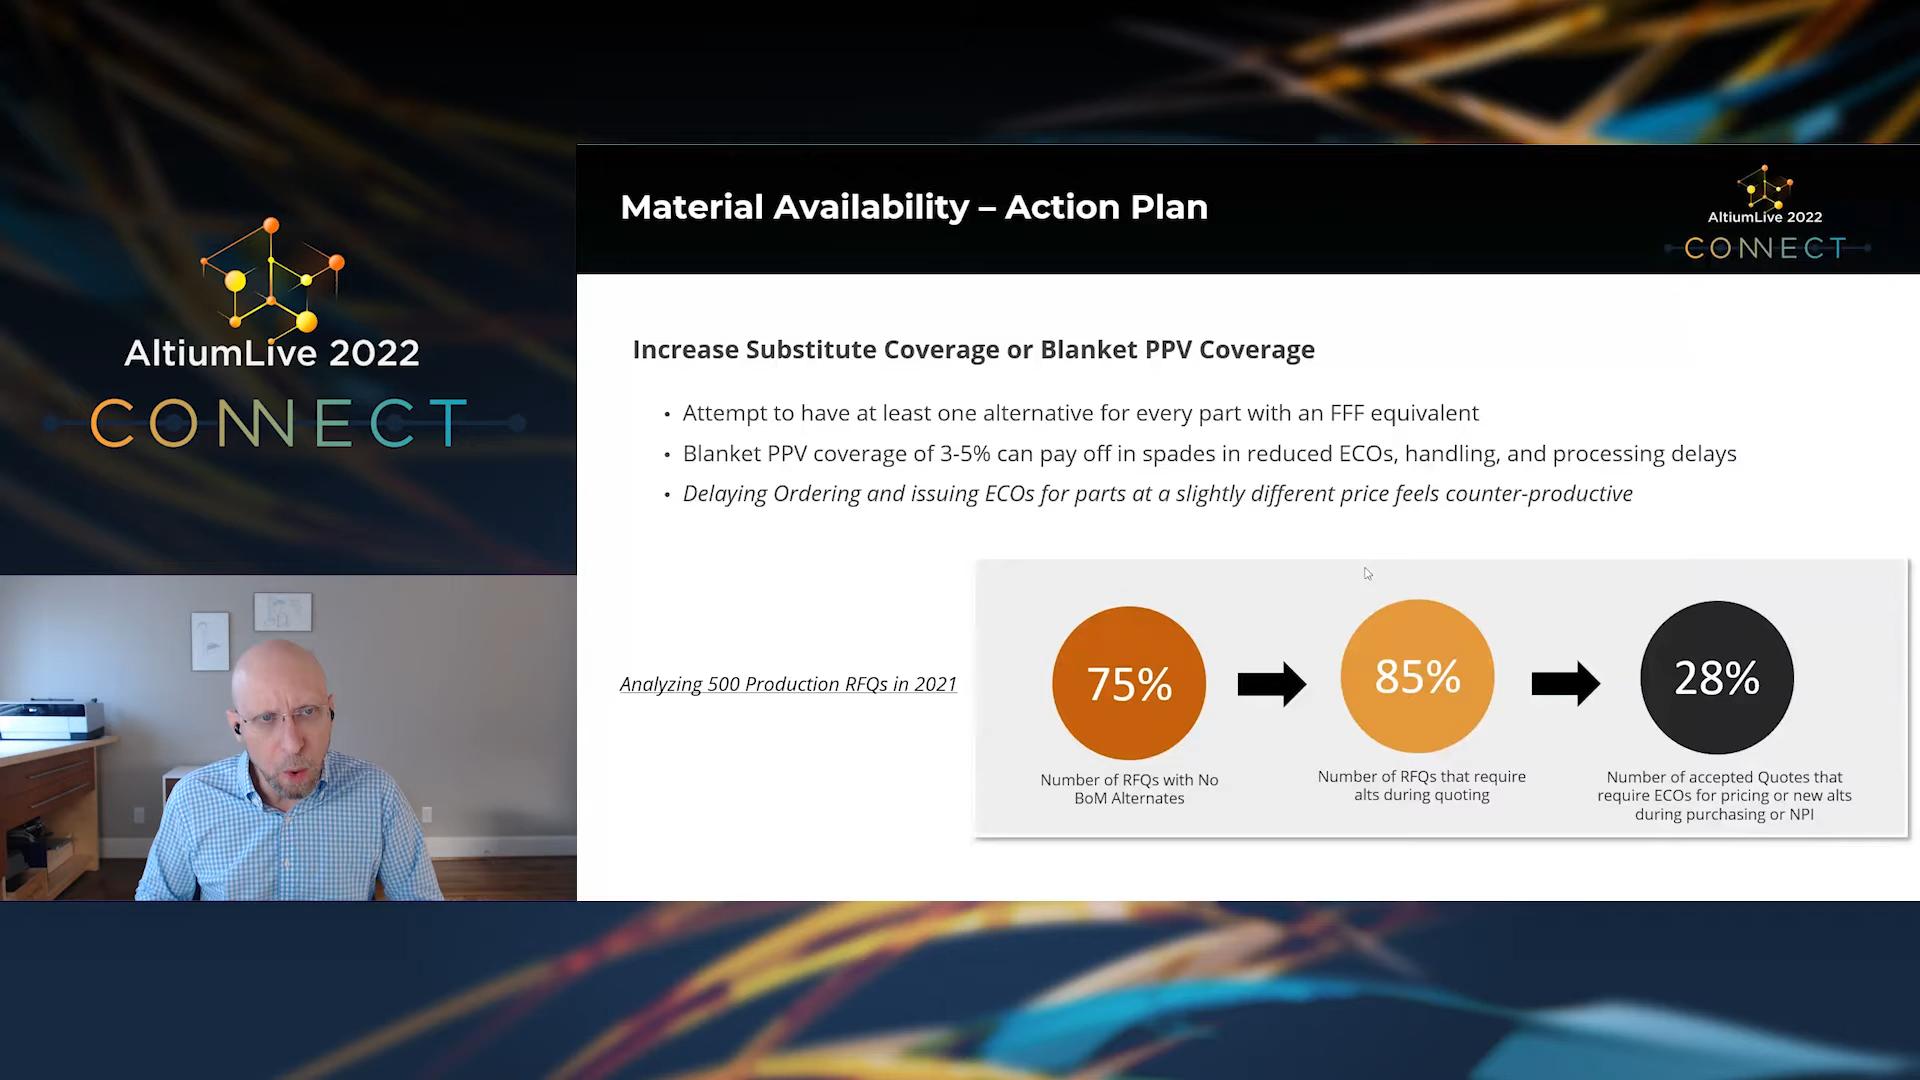 AltiumLive 2022
CONNECT
Material Availability – Action Plan
AltiumLive 2022
CONNECT
Increase Substitute Coverage or Blanket PPV Coverage
• Attempt to have at least one alternative for every part with an FFF equivalent
• Blanket PPV coverage of 3-5% can pay off in spades in reduced ECOs, handling, and processing delays
• Delaying Ordering and issuing ECOs for parts at a slightly different price feels counter-productive
Analyzing 500 Production RFQs in 2021
75%
Number of RFQs with No
BoM Alternates
85%
Number of RFQs that require
alts during quoting
28%
Number of accepted Quotes that
require ECOs for pricing or new alts
during purchasing or NPI